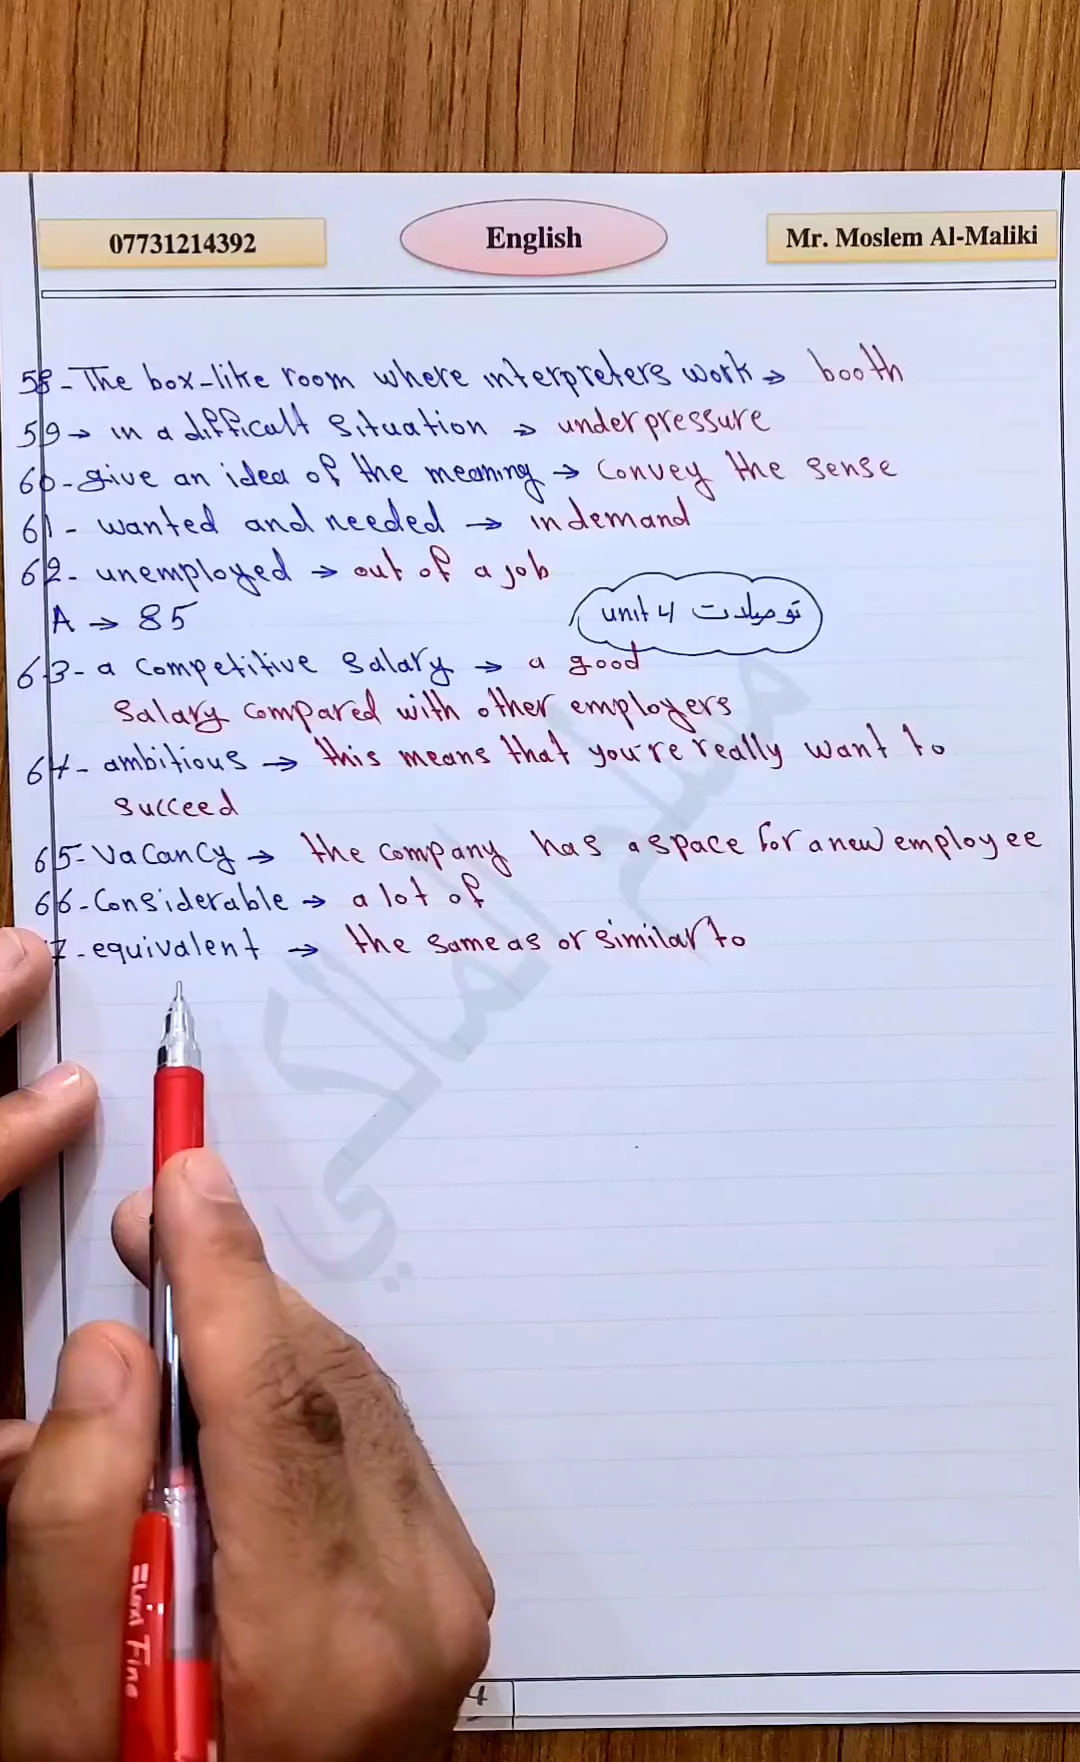 07731214392 English Mr. Moslem Al-Maliki
58-The box-like room where interpreters work → booth
59→ in a difficult situation → under pressure
60-give an idea of the meaning → convey the sense
61- wanted and needed → in demand
62- unemployed → out of a job
A → 85
unit 4 توصيلات
63- a competitive salary → a good
salary compared with other employers
64- ambitious → this means that you're really want to
succeed
65-Vacancy → the company has a space for a new employee
66-Considerable → a lot of
7-equivalent → the same as or similar to
مسلم المالكي
4